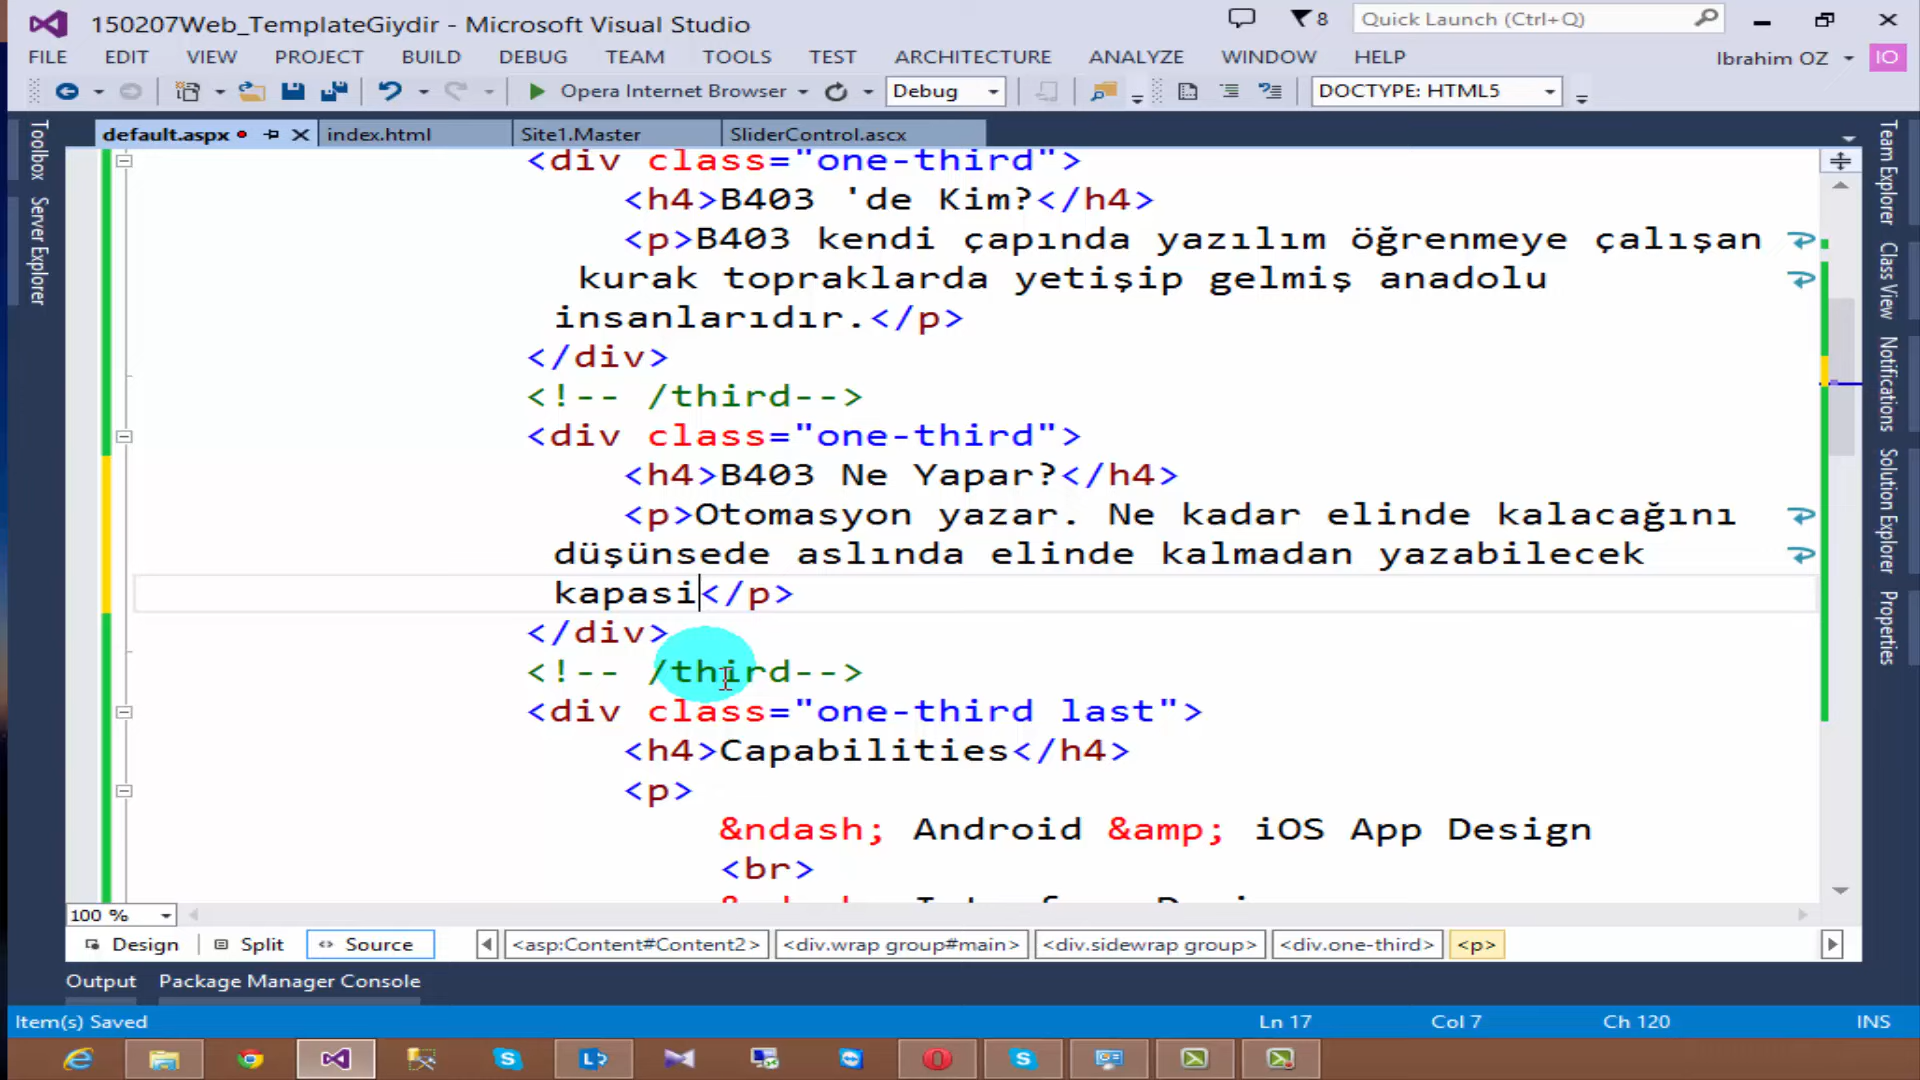 150207Web_TemplateGiydir - Microsoft Visual Studio
8
Quick Launch (Ctrl+Q)
FILE EDIT VIEW PROJECT BUILD DEBUG TEAM TOOLS TEST ARCHITECTURE ANALYZE WINDOW HELP
Ibrahim OZ
IO
Opera Internet Browser
Debug
DOCTYPE: HTML5
default.aspx
index.html
Site1.Master
SliderControl.ascx
Toolbox
Server Explorer
<div class="one-third">
<h4>B403 'de Kim?</h4>
<p>B403 kendi çapında yazılım öğrenmeye çalışan
kurak topraklarda yetişip gelmiş anadolu
insanlarıdır.</p>
</div>
<!-- /third-->
<div class="one-third">
<h4>B403 Ne Yapar?</h4>
<p>Otomasyon yazar. Ne kadar elinde kalacağını
düşünsede aslında elinde kalmadan yazabilecek
kapasi</p>
</div>
<!-- /third-->
<div class="one-third last">
<h4>Capabilities</h4>
<p>
&ndash; Android &amp; iOS App Design
<br>
Team Explorer
Class View
Notifications
Solution Explorer
Properties
100 %
Design
Split
Source
<asp:Content#Content2>
<div.wrap group#main>
<div.sidewrap group>
<div.one-third>
<p>
Output
Package Manager Console
Item(s) Saved
Ln 17
Col 7
Ch 120
INS